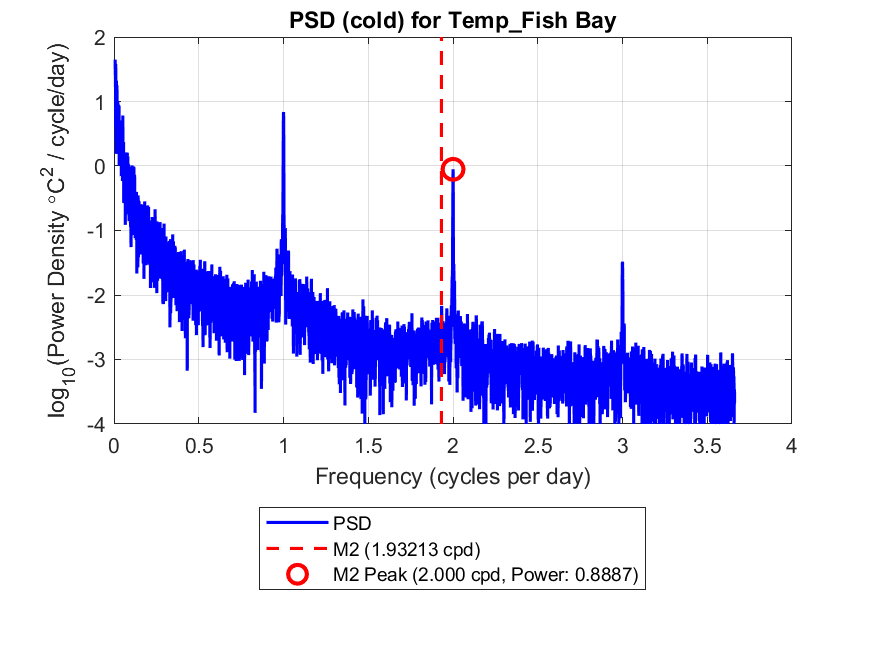 PSD (cold) for Temp_Fish Bay
log10(Power Density °C2 / cycle/day)
2
1
0
-1
-2
-3
-4
0
0.5
1
1.5
2
2.5
3
3.5
4
Frequency (cycles per day)
PSD
M2 (1.93213 cpd)
M2 Peak (2.000 cpd, Power: 0.8887)